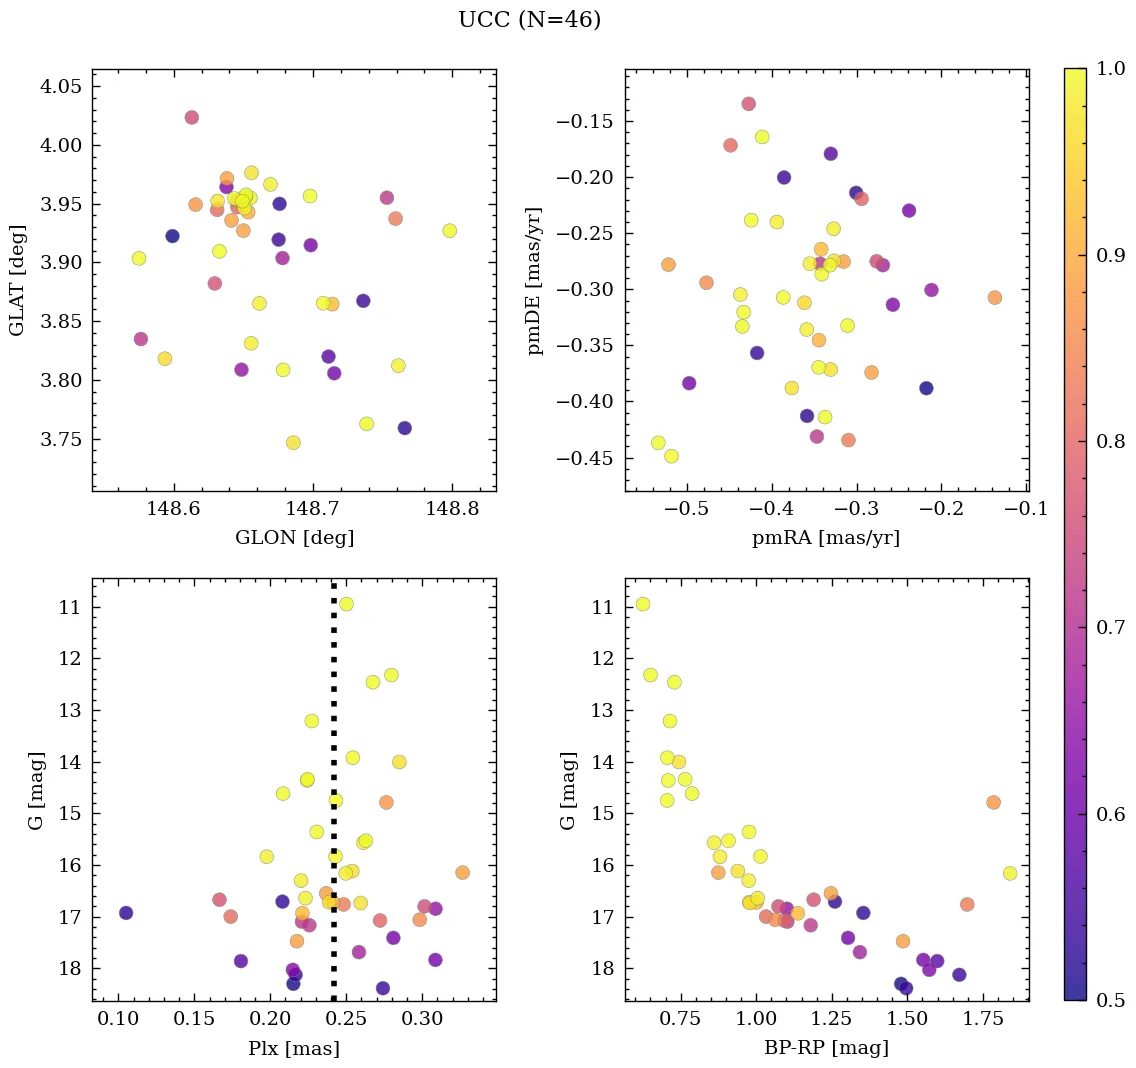 UCC (N=46)
4.05
4.00
3.95
3.90
3.85
3.80
3.75
GLAT [deg]
148.6 148.7 148.8
GLON [deg]
−0.15
−0.20
−0.25
−0.30
−0.35
−0.40
−0.45
pmDE [mas/yr]
−0.5 −0.4 −0.3 −0.2 −0.1
pmRA [mas/yr]
1.0
0.9
0.8
0.7
0.6
0.5
11
12
13
14
15
16
17
18
G [mag]
0.10 0.15 0.20 0.25 0.30
Plx [mas]
11
12
13
14
15
16
17
18
G [mag]
0.75 1.00 1.25 1.50 1.75
BP-RP [mag]